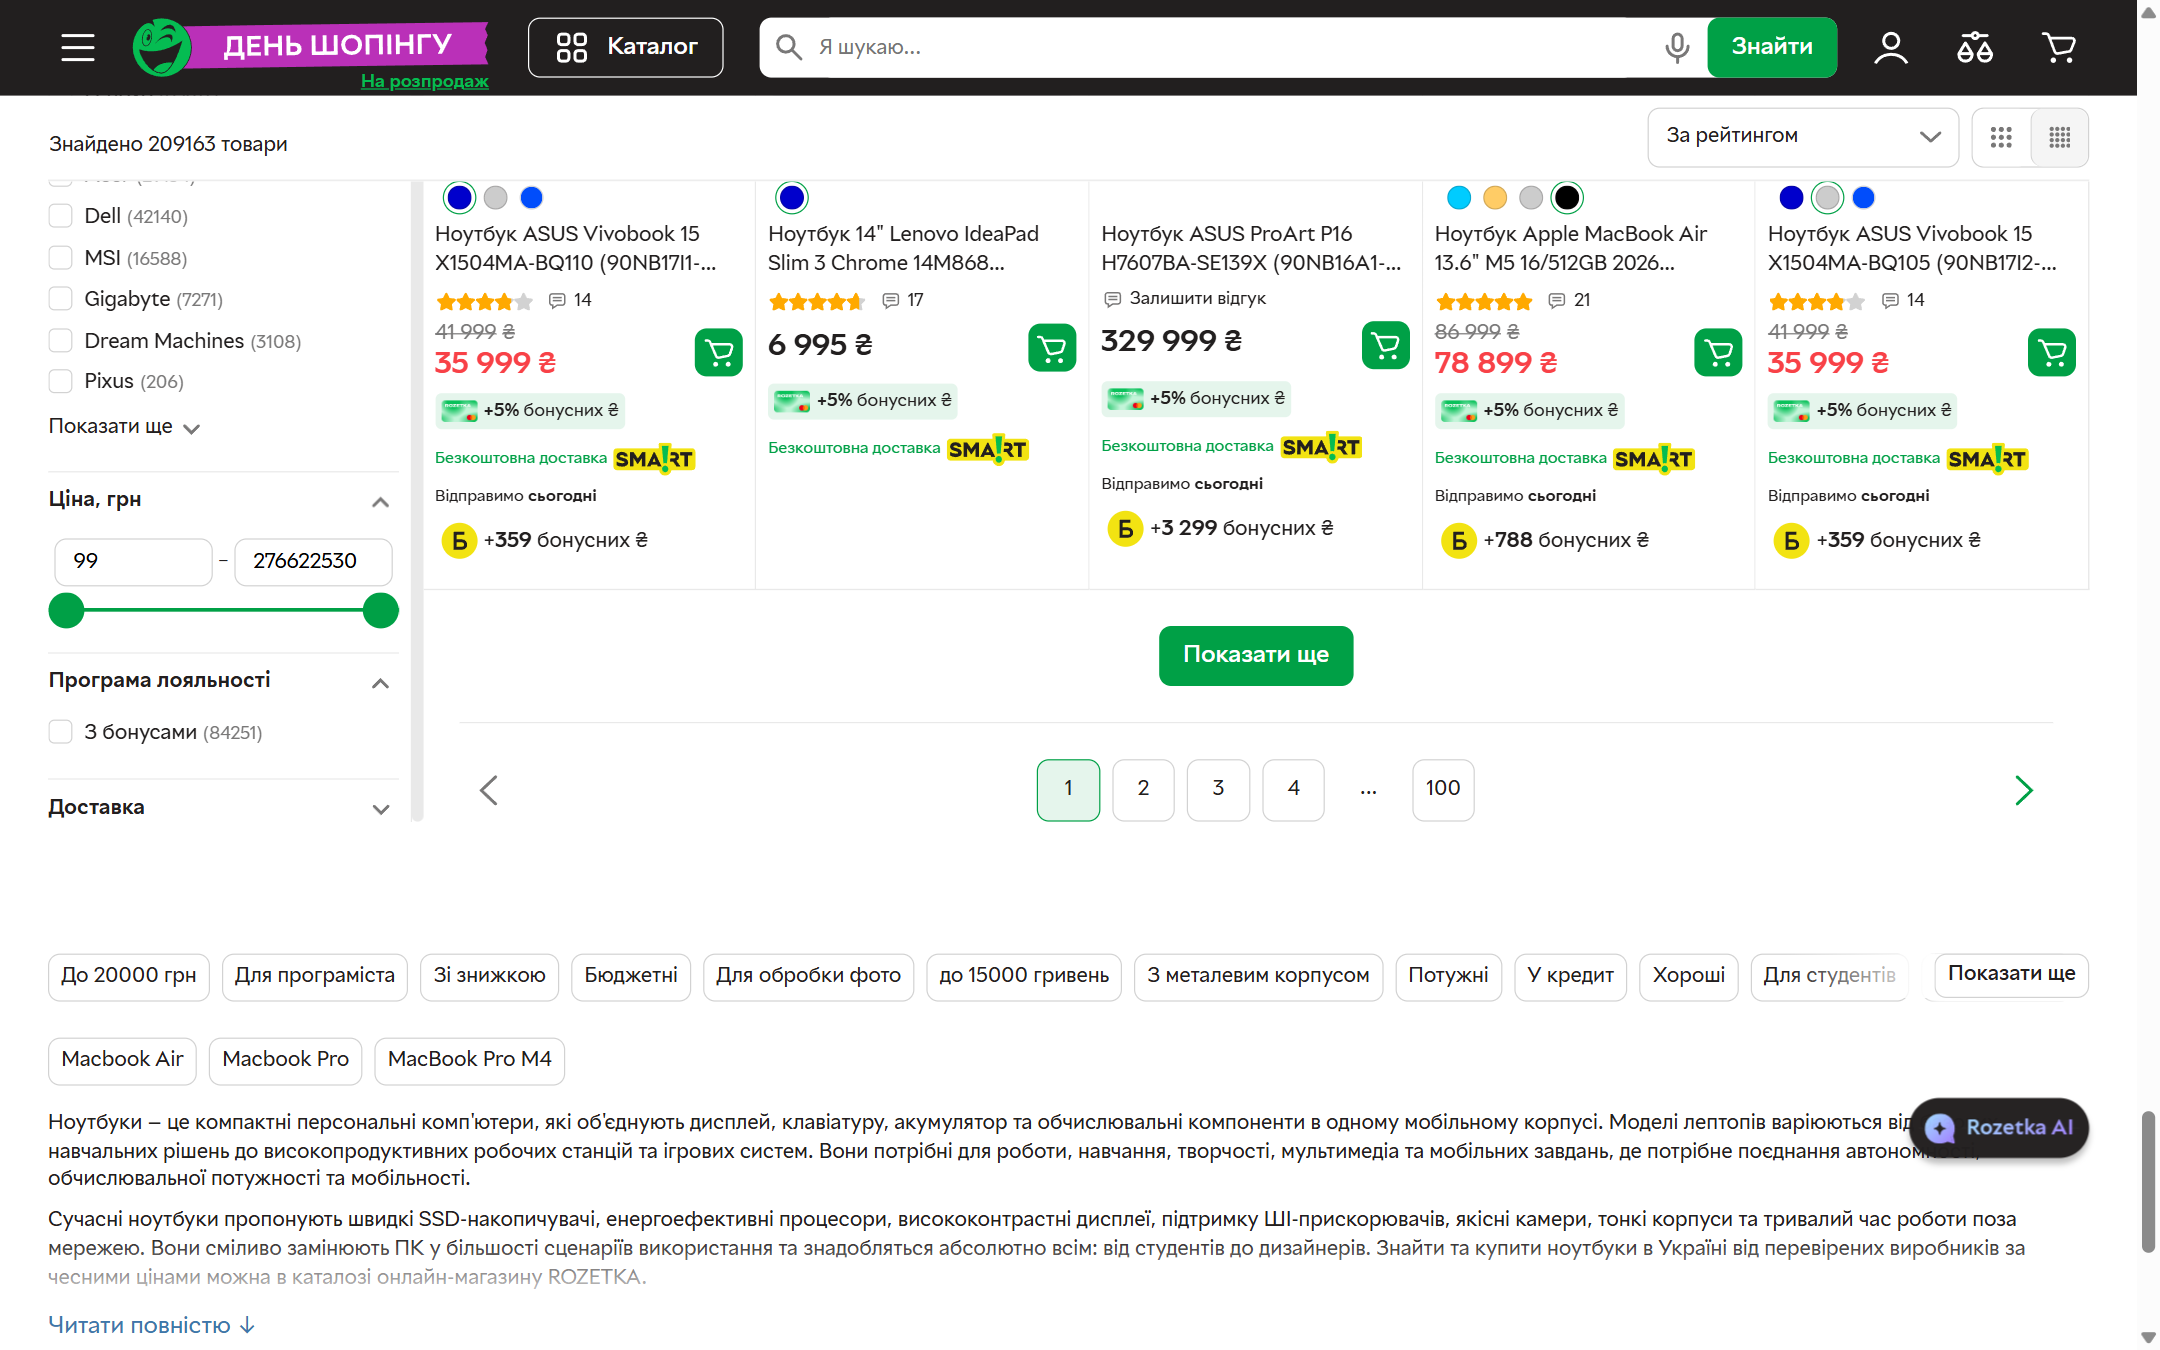 ДЕНЬ ШОПІНГУ
На розпродаж
Каталог
Я шукаю...
Знайти
Знайдено 209163 товари
За рейтингом
Dell (42140)
MSI (16588)
Gigabyte (7271)
Dream Machines (3108)
Pixus (206)
Показати ще
Ціна, грн
99 – 276622530
Програма лояльності
З бонусами (84251)
Доставка
Ноутбук ASUS Vivobook 15
X1504MA-BQ110 (90NB17I1-...
14
41 999 ₴
35 999 ₴
+5% бонусних ₴
Безкоштовна доставка SMART
Відправимо сьогодні
Б +359 бонусних ₴
Ноутбук 14" Lenovo IdeaPad
Slim 3 Chrome 14M868...
17
6 995 ₴
+5% бонусних ₴
Безкоштовна доставка SMART
Ноутбук ASUS ProArt P16
H7607BA-SE139X (90NB16A1-...
Залишити відгук
329 999 ₴
+5% бонусних ₴
Безкоштовна доставка SMART
Відправимо сьогодні
Б +3 299 бонусних ₴
Ноутбук Apple MacBook Air
13.6" M5 16/512GB 2026...
21
86 999 ₴
78 899 ₴
+5% бонусних ₴
Безкоштовна доставка SMART
Відправимо сьогодні
Б +788 бонусних ₴
Ноутбук ASUS Vivobook 15
X1504MA-BQ105 (90NB17I2-...
14
41 999 ₴
35 999 ₴
+5% бонусних ₴
Безкоштовна доставка SMART
Відправимо сьогодні
Б +359 бонусних ₴
Показати ще
1 2 3 4 ... 100
До 20000 грн Для програміста Зі знижкою Бюджетні Для обробки фото до 15000 гривень З металевим корпусом Потужні У кредит Хороші Для студентів Показати ще
Macbook Air Macbook Pro MacBook Pro M4
Ноутбуки – це компактні персональні комп'ютери, які об'єднують дисплей, клавіатуру, акумулятор та обчислювальні компоненти в одному мобільному корпусі. Моделі лептопів варіюються від
навчальних рішень до високопродуктивних робочих станцій та ігрових систем. Вони потрібні для роботи, навчання, творчості, мультимедіа та мобільних завдань, де потрібне поєднання автономності,
обчислювальної потужності та мобільності.
Rozetka AI
Сучасні ноутбуки пропонують швидкі SSD-накопичувачі, енергоефективні процесори, висококонтрастні дисплеї, підтримку ШІ-прискорювачів, якісні камери, тонкі корпуси та тривалий час роботи поза
мережею. Вони сміливо замінюють ПК у більшості сценаріїв використання та знадобляться абсолютно всім: від студентів до дизайнерів. Знайти та купити ноутбуки в Україні від перевірених виробників за
чесними цінами можна в каталозі онлайн-магазину ROZETKA.
Читати повністю ↓